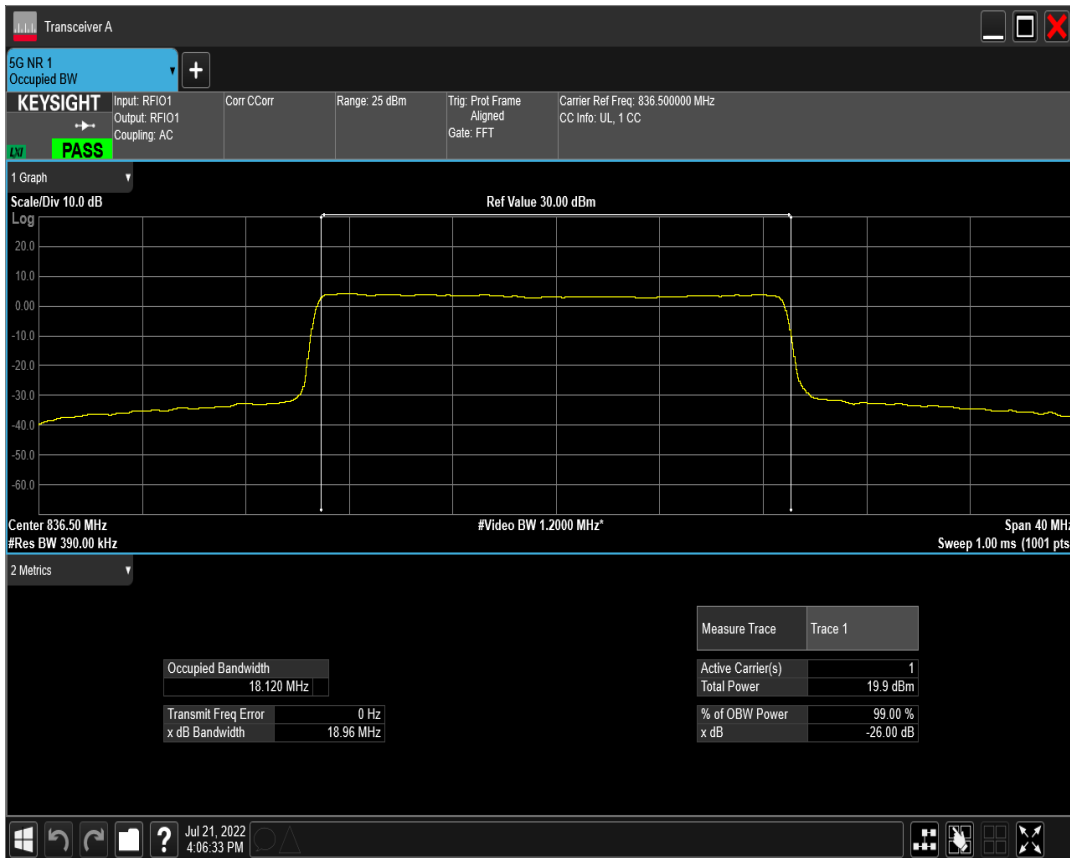 Transceiver A
5G NR 1
Occupied BW
+
KEYSIGHT
LXI
PASS
Input: RFIO1
Output: RFIO1
Coupling: AC
Corr CCorr
Range: 25 dBm
Trig: Prot Frame
Aligned
Gate: FFT
Carrier Ref Freq: 836.500000 MHz
CC Info: UL, 1 CC
1 Graph
Scale/Div 10.0 dB
Ref Value 30.00 dBm
Log
20.0
10.0
0.00
-10.0
-20.0
-30.0
-40.0
-50.0
-60.0
Center 836.50 MHz
#Video BW 1.2000 MHz*
Span 40 MHz
#Res BW 390.00 kHz
Sweep 1.00 ms (1001 pts
2 Metrics
Measure Trace Trace 1
Occupied Bandwidth
18.120 MHz
Active Carrier(s) 1
Total Power 19.9 dBm
Transmit Freq Error 0 Hz
x dB Bandwidth 18.96 MHz
% of OBW Power 99.00 %
x dB -26.00 dB
?
Jul 21, 2022
4:06:33 PM